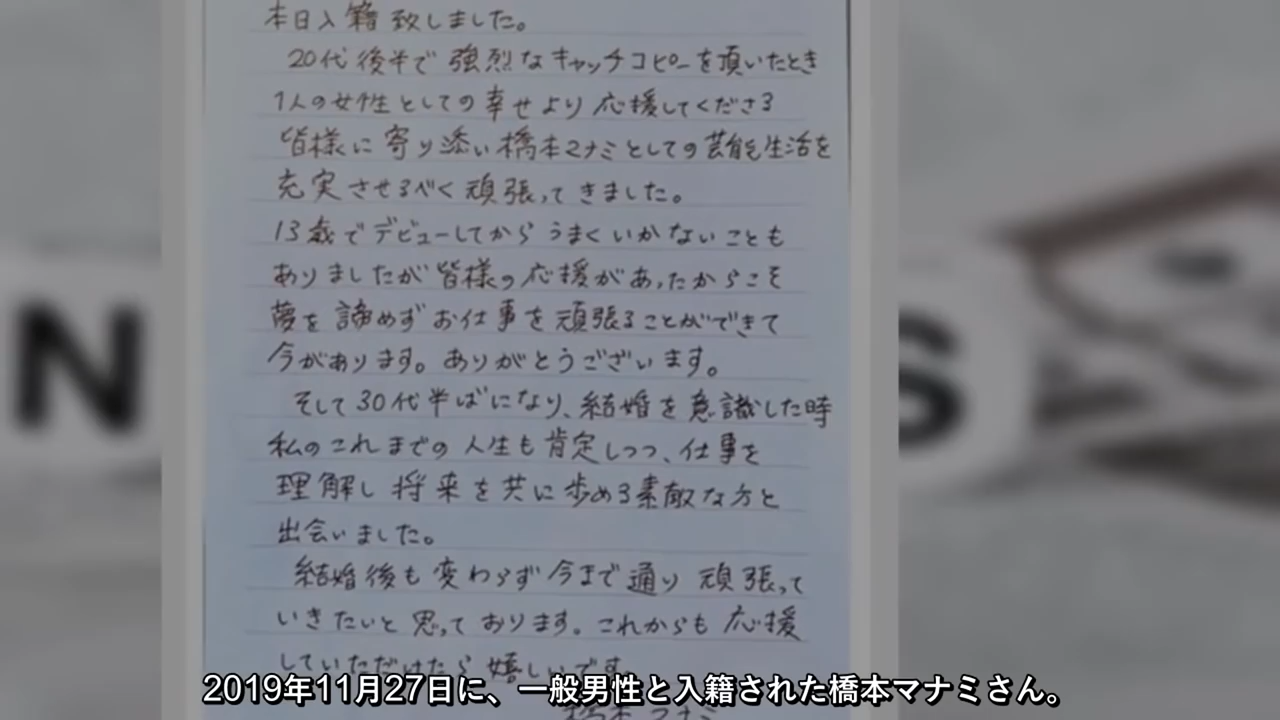 本日入籍致しました。
20代後半で強烈なキャッチコピーを頂いたとき
1人の女性としての幸せより応援してくださる
皆様に寄り添い橋本マナミとしての芸能生活を
充実させるべく頑張ってきました。
13歳でデビューしてからうまくいかないことも
ありましたが皆様の応援があったからこそ
夢を諦めずお仕事を頑張ることができて
今があります。ありがとうございます。
そして30代半ばになり、結婚を意識した時
私のこれまでの人生も肯定しつつ、仕事を
理解し将来を共に歩める素敵な方と
出会いました。
結婚後も変わらず今まで通り頑張って
いきたいと思っております。これからも応援
していただけたら嬉しいです。
2019年11月27日に、一般男性と入籍された橋本マナミさん。
橋本マナミ
N
S